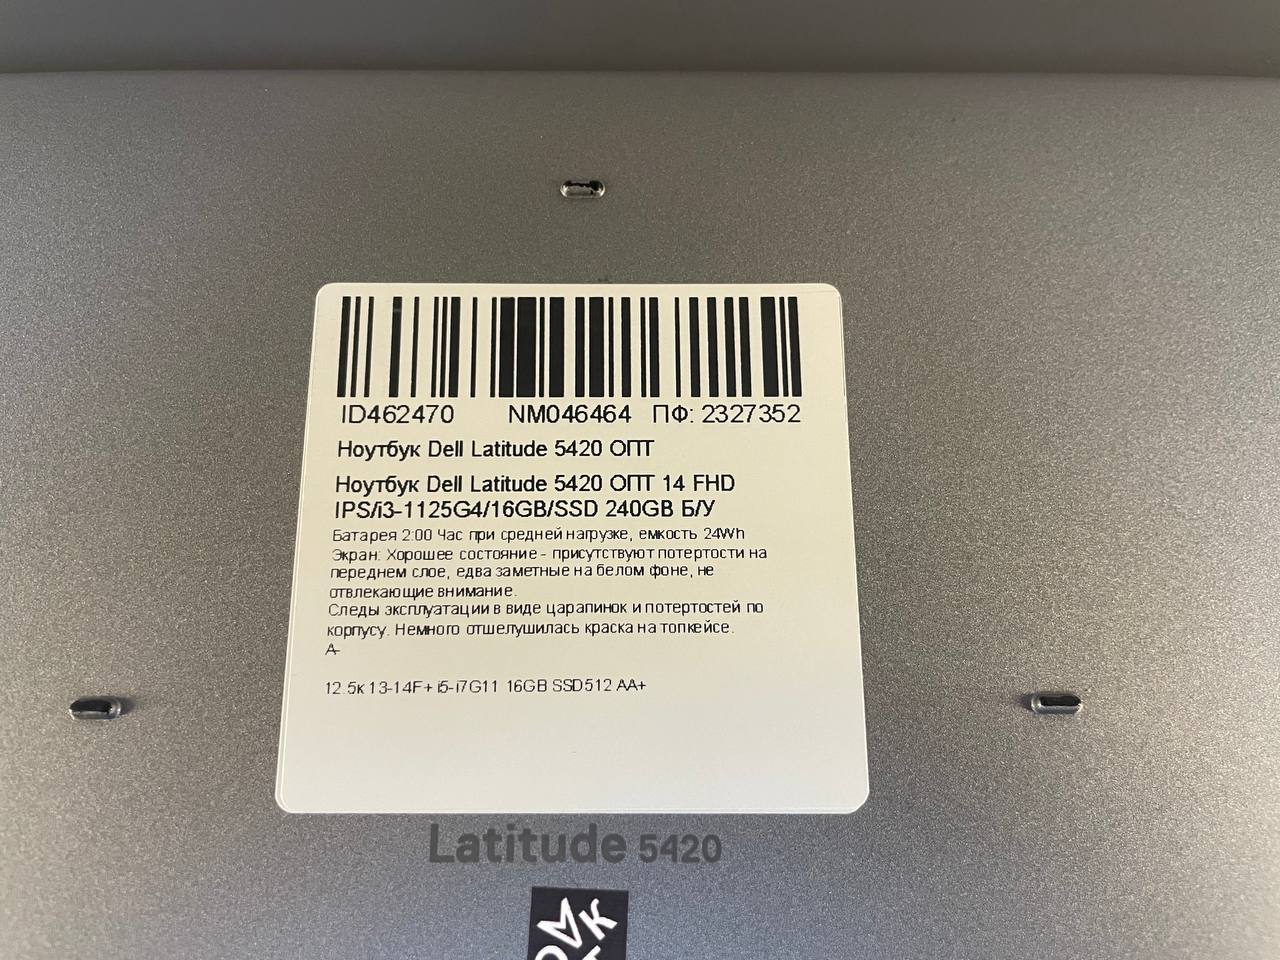 ID462470 NM046464 ПФ: 2327352
Ноутбук Dell Latitude 5420 ОПТ
Ноутбук Dell Latitude 5420 ОПТ 14 FHD
IPS/i3-1125G4/16GB/SSD 240GB Б/У
Батарея 2:00 Час при средней нагрузке, емкость 24Wh
Экран: Хорошее состояние - присутствуют потертости на
переднем слое, едва заметные на белом фоне, не
отвлекающие внимание.
Следы эксплуатации в виде царапинок и потертостей по
корпусу. Немного отшелушилась краска на топкейсе.
A-
12.5к 13-14F+ i5-i7G11 16GB SSD512 AA+
Latitude 5420